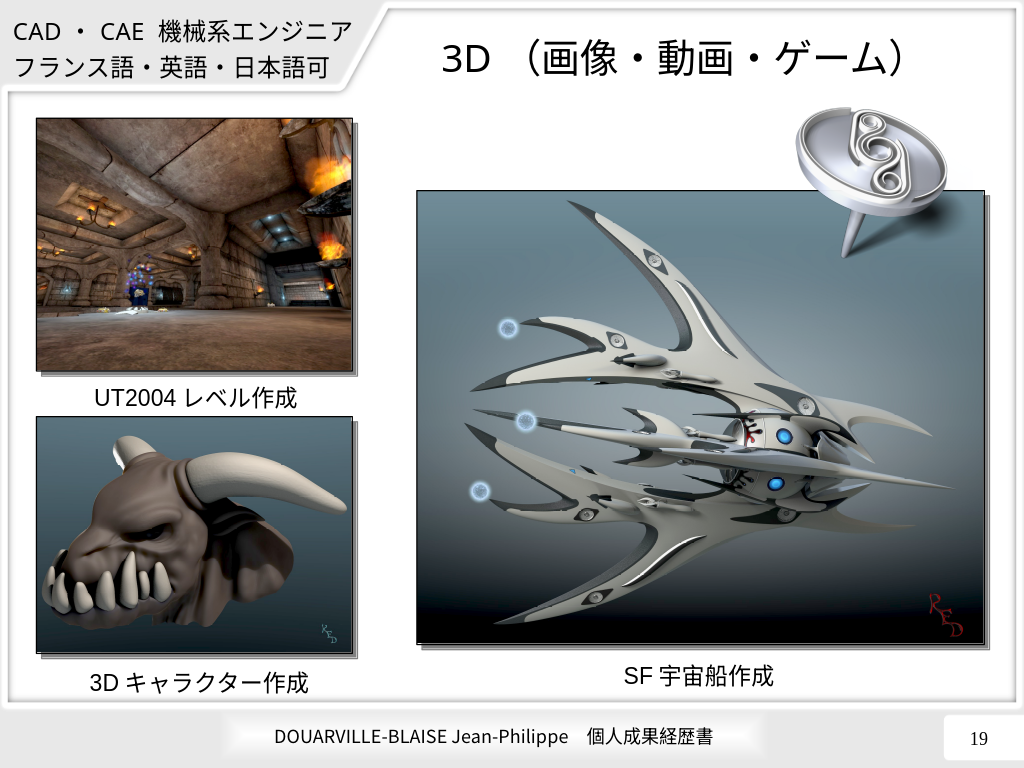 CAD ・ CAE 機械系エンジニア
フランス語・英語・日本語可
3D （画像・動画・ゲーム）
UT2004 レベル作成
RED
3D キャラクター作成
RED
SF 宇宙船作成
DOUARVILLE-BLAISE Jean-Philippe　個人成果経歴書
19